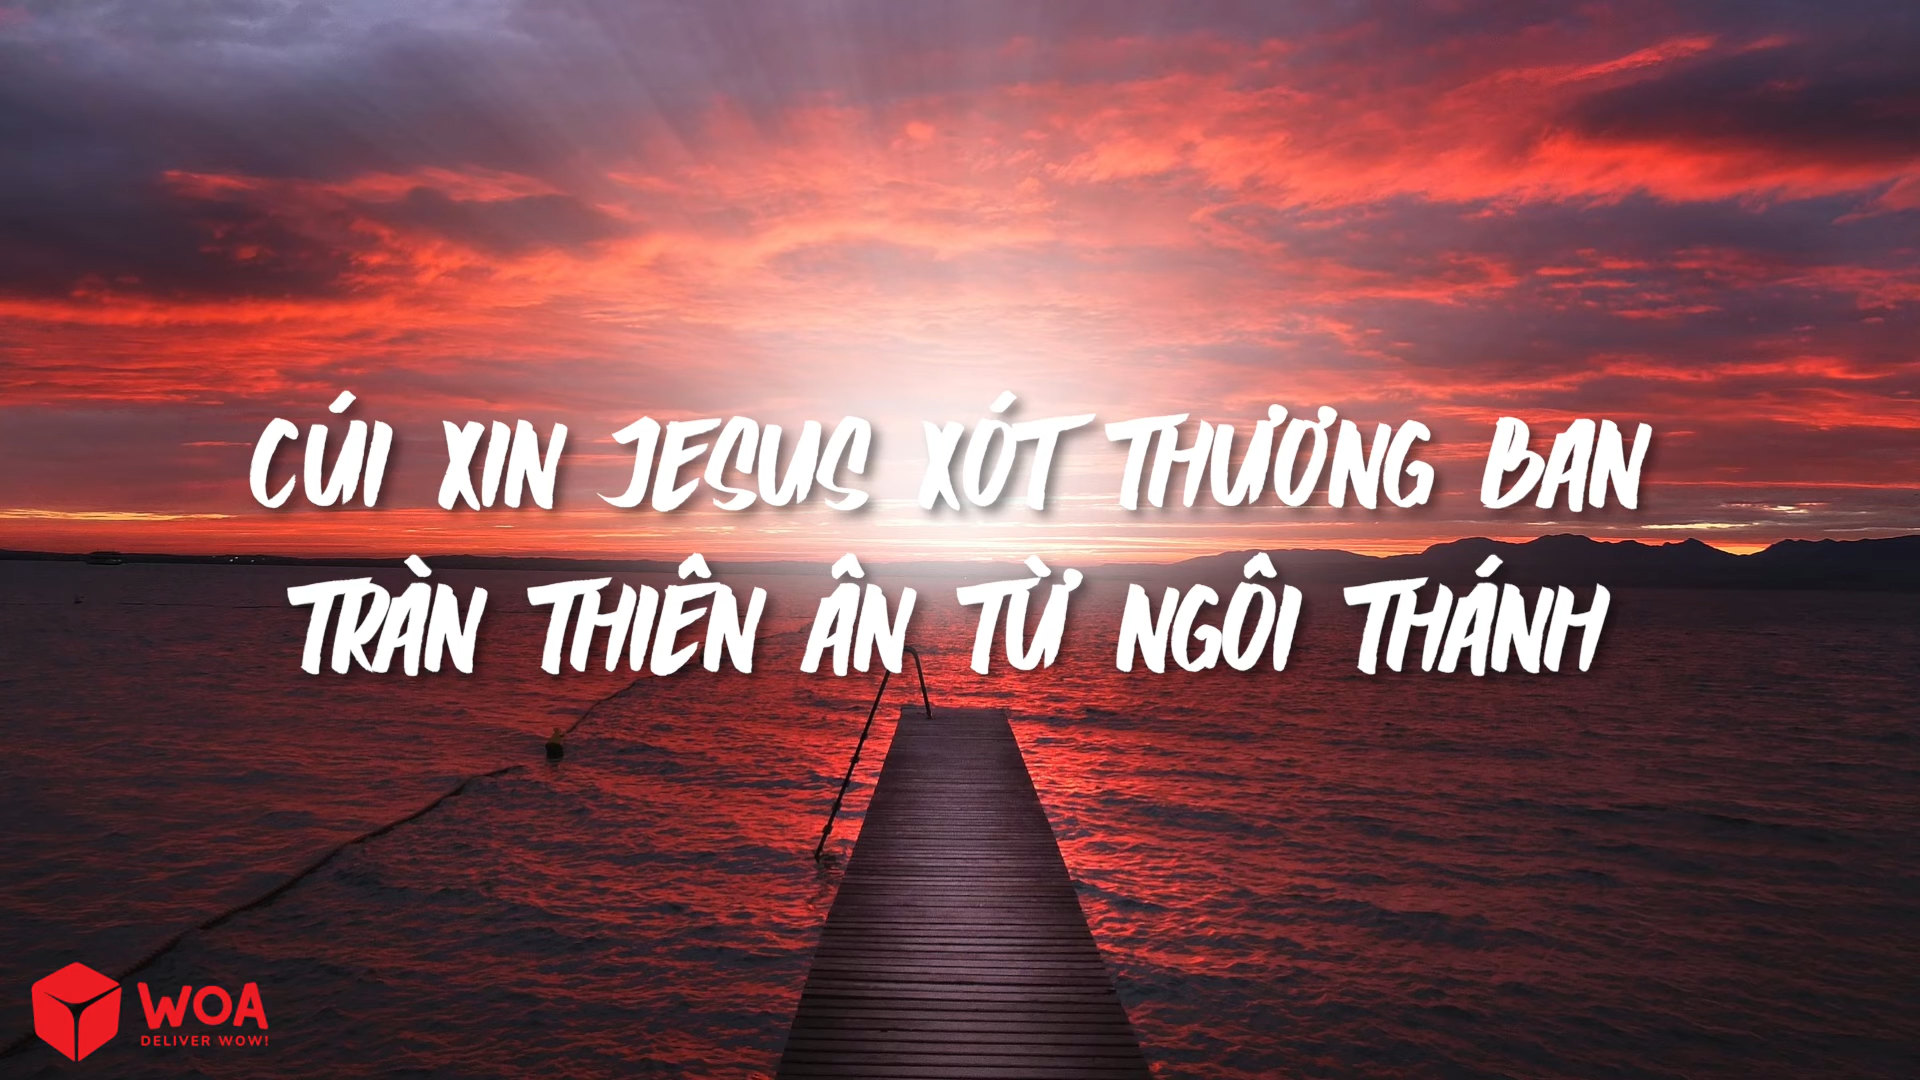 CÚI XIN JESUS XÓT THƯƠNG BAN
TRÀN THIÊN ÂN TỪ NGÔI THÁNH
WOA
DELIVER WOW!